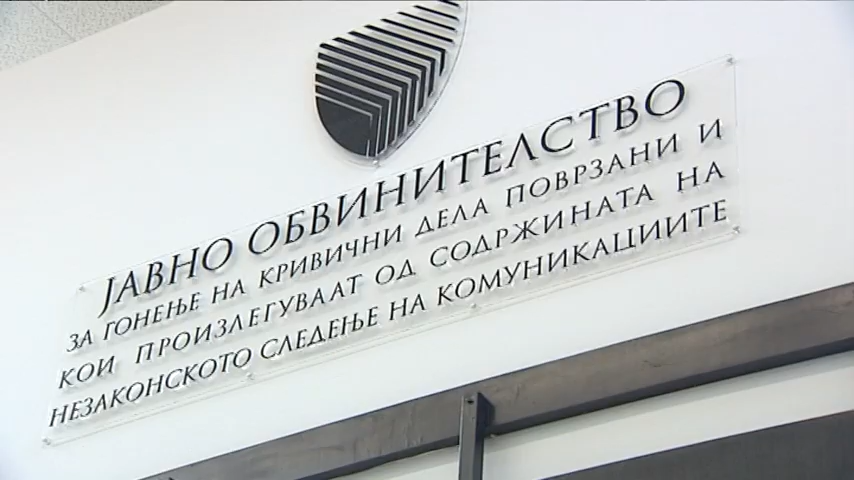 ЈАВНО ОБВИНИТЕЛСТВО
ЗА ГОНЕЊЕ НА КРИВИЧНИ ДЕЛА ПОВРЗАНИ И
КОИ ПРОИЗЛЕГУВААТ ОД СОДРЖИНАТА НА
НЕЗАКОНСКОТО СЛЕДЕЊЕ НА КОМУНИКАЦИИТЕ